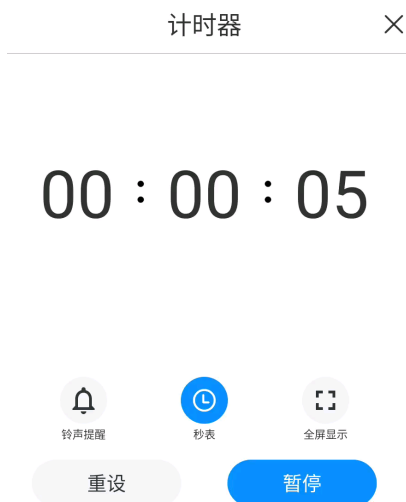 计时器
00 : 00 : 05
铃声提醒 秒表 全屏显示
重设 暂停